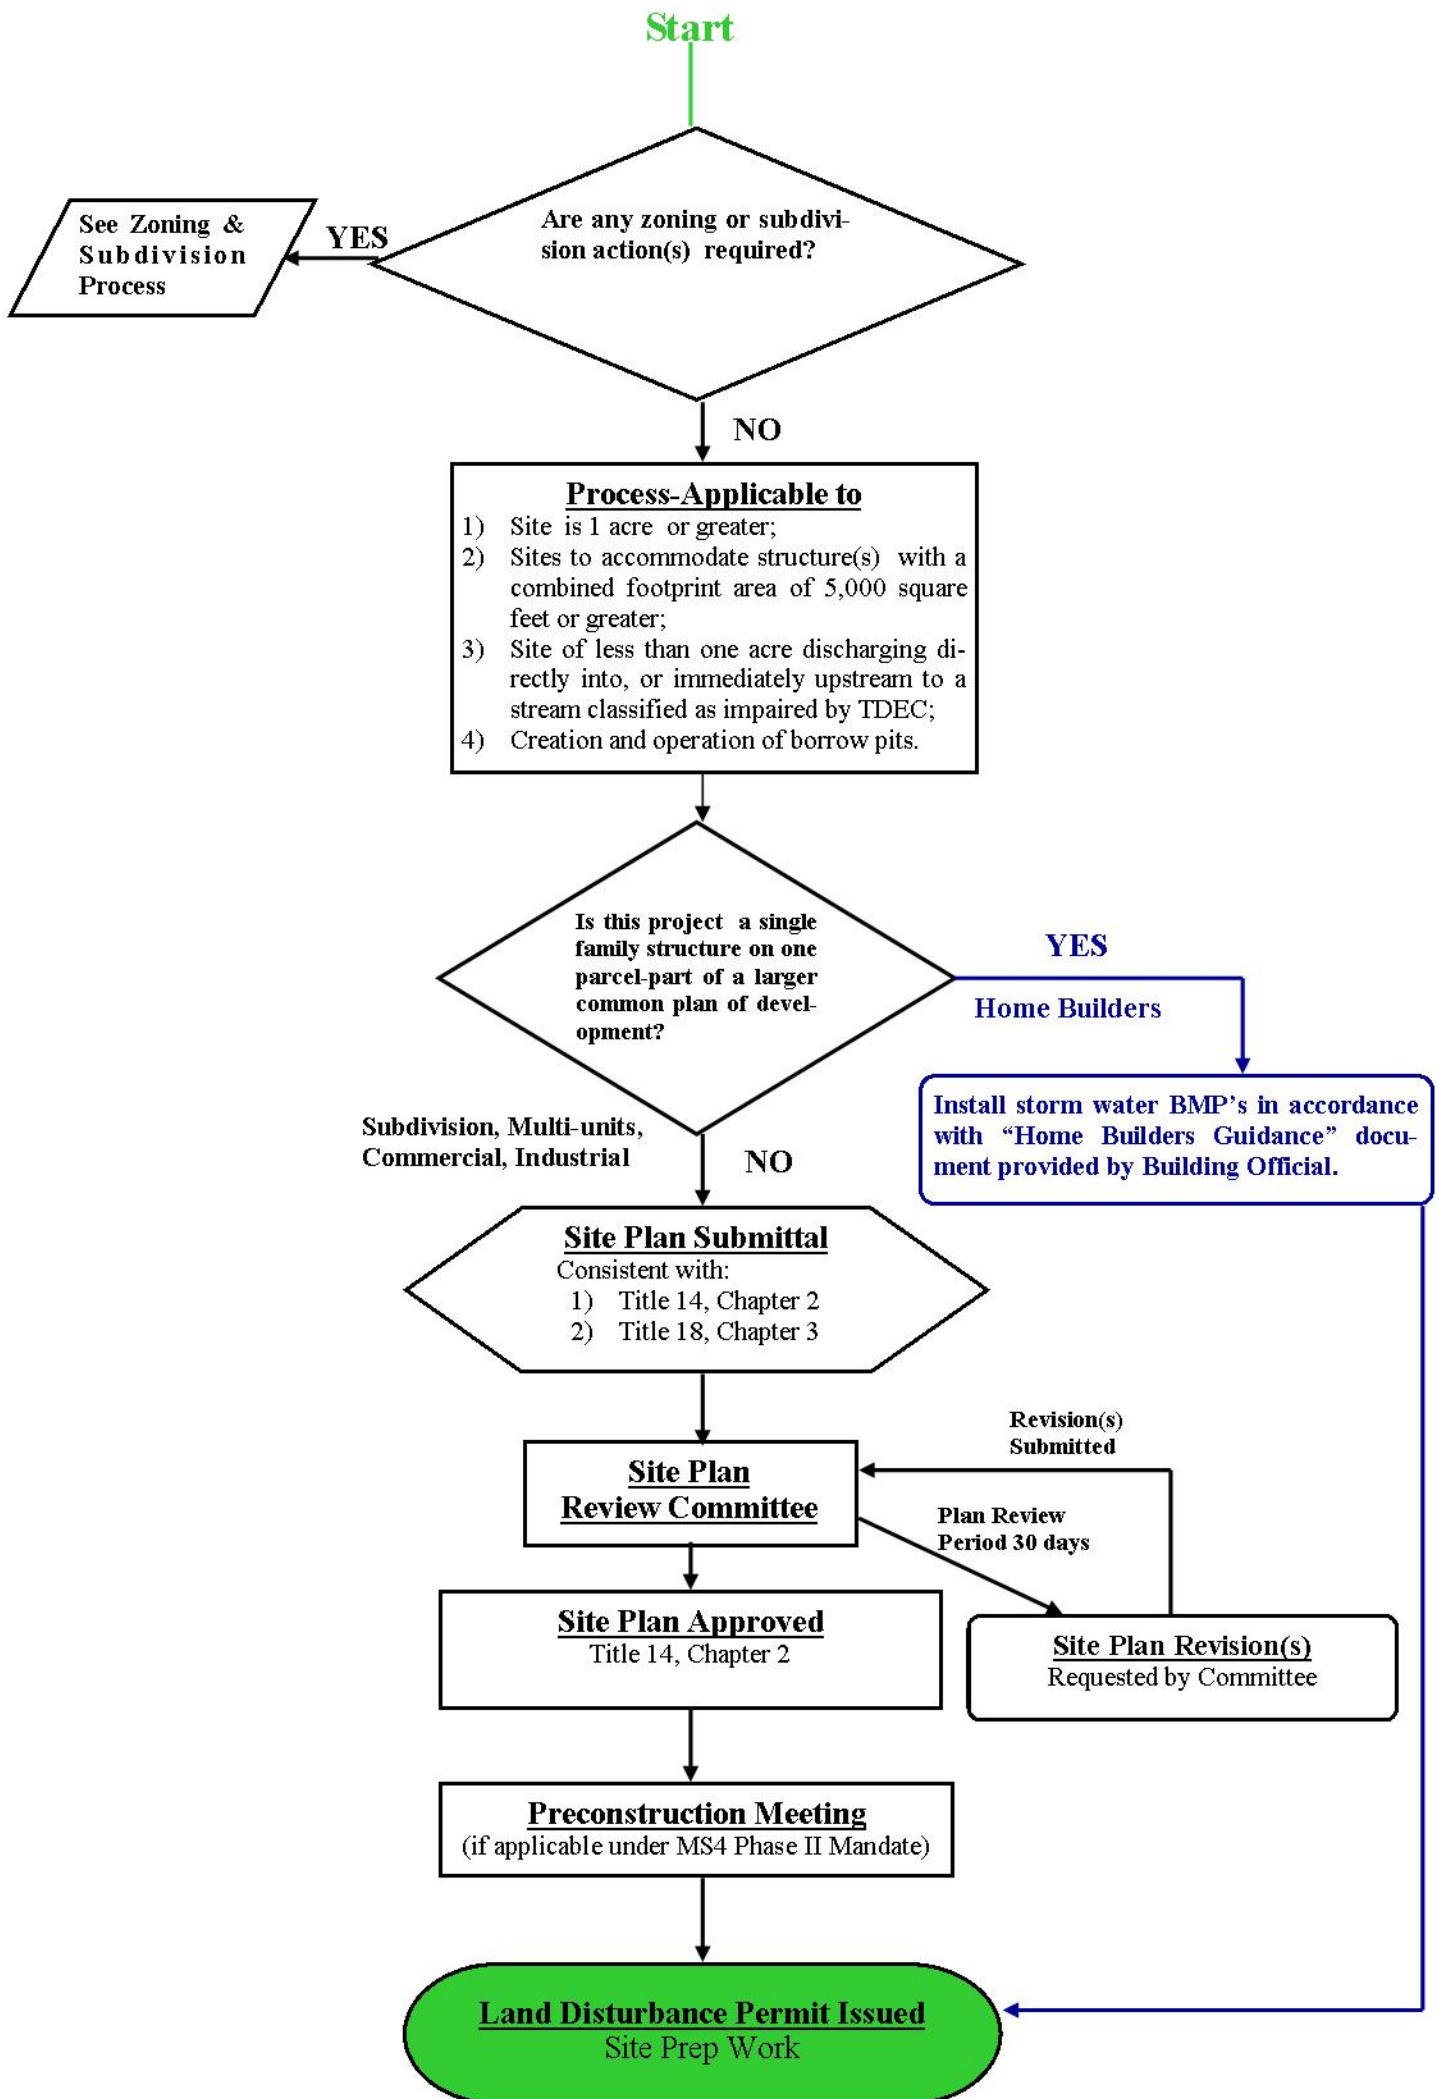 Start
Are any zoning or subdivi-
sion action(s) required?
YES
See Zoning &
Subdivision
Process
NO
Process-Applicable to
1) Site is 1 acre or greater;
2) Sites to accommodate structure(s) with a
combined footprint area of 5,000 square
feet or greater;
3) Site of less than one acre discharging di-
rectly into, or immediately upstream to a
stream classified as impaired by TDEC;
4) Creation and operation of borrow pits.
Is this project a single
family structure on one
parcel-part of a larger
common plan of devel-
opment?
YES
Home Builders
Install storm water BMP’s in accordance
with “Home Builders Guidance” docu-
ment provided by Building Official.
Subdivision, Multi-units,
Commercial, Industrial
NO
Site Plan Submittal
Consistent with:
1) Title 14, Chapter 2
2) Title 18, Chapter 3
Site Plan
Review Committee
Revision(s)
Submitted
Plan Review
Period 30 days
Site Plan Revision(s)
Requested by Committee
Site Plan Approved
Title 14, Chapter 2
Preconstruction Meeting
(if applicable under MS4 Phase II Mandate)
Land Disturbance Permit Issued
Site Prep Work